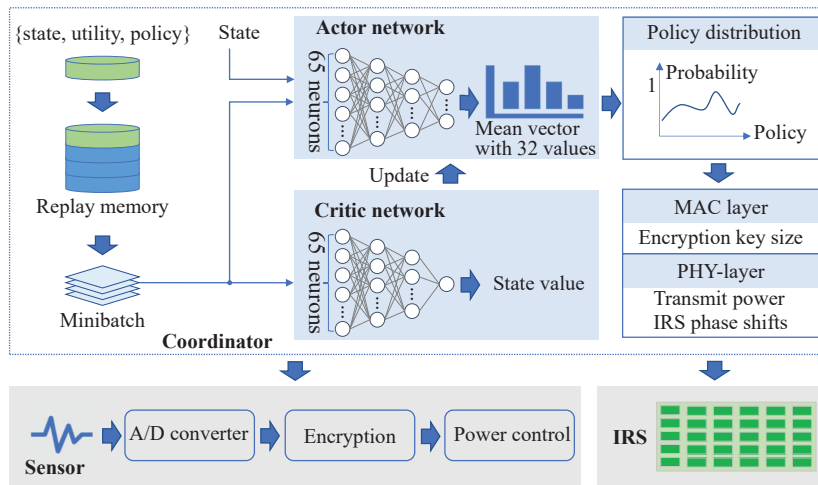 {state, utility, policy}
State
Actor network
Policy distribution
65 neurons
Probability
1
Policy
Mean vector
with 32 values
Replay memory
Update
Critic network
MAC layer
Encryption key size
65 neurons
State value
PHY-layer
Transmit power
IRS phase shifts
Minibatch
Coordinator
A/D converter
Encryption
Power control
Sensor
IRS